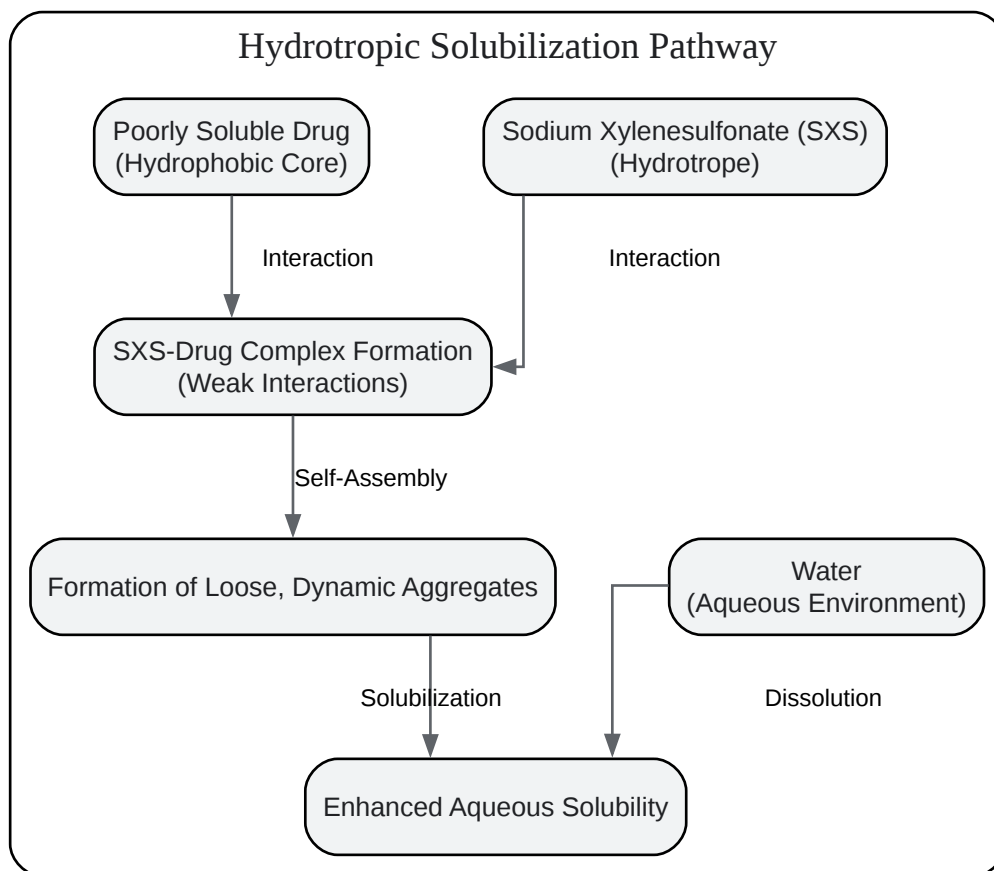 Hydrotropic Solubilization Pathway
Poorly Soluble Drug
(Hydrophobic Core)
Sodium Xylenesulfonate (SXS)
(Hydrotrope)
Interaction
Interaction
SXS-Drug Complex Formation
(Weak Interactions)
Self-Assembly
Formation of Loose, Dynamic Aggregates
Water
(Aqueous Environment)
Solubilization
Dissolution
Enhanced Aqueous Solubility